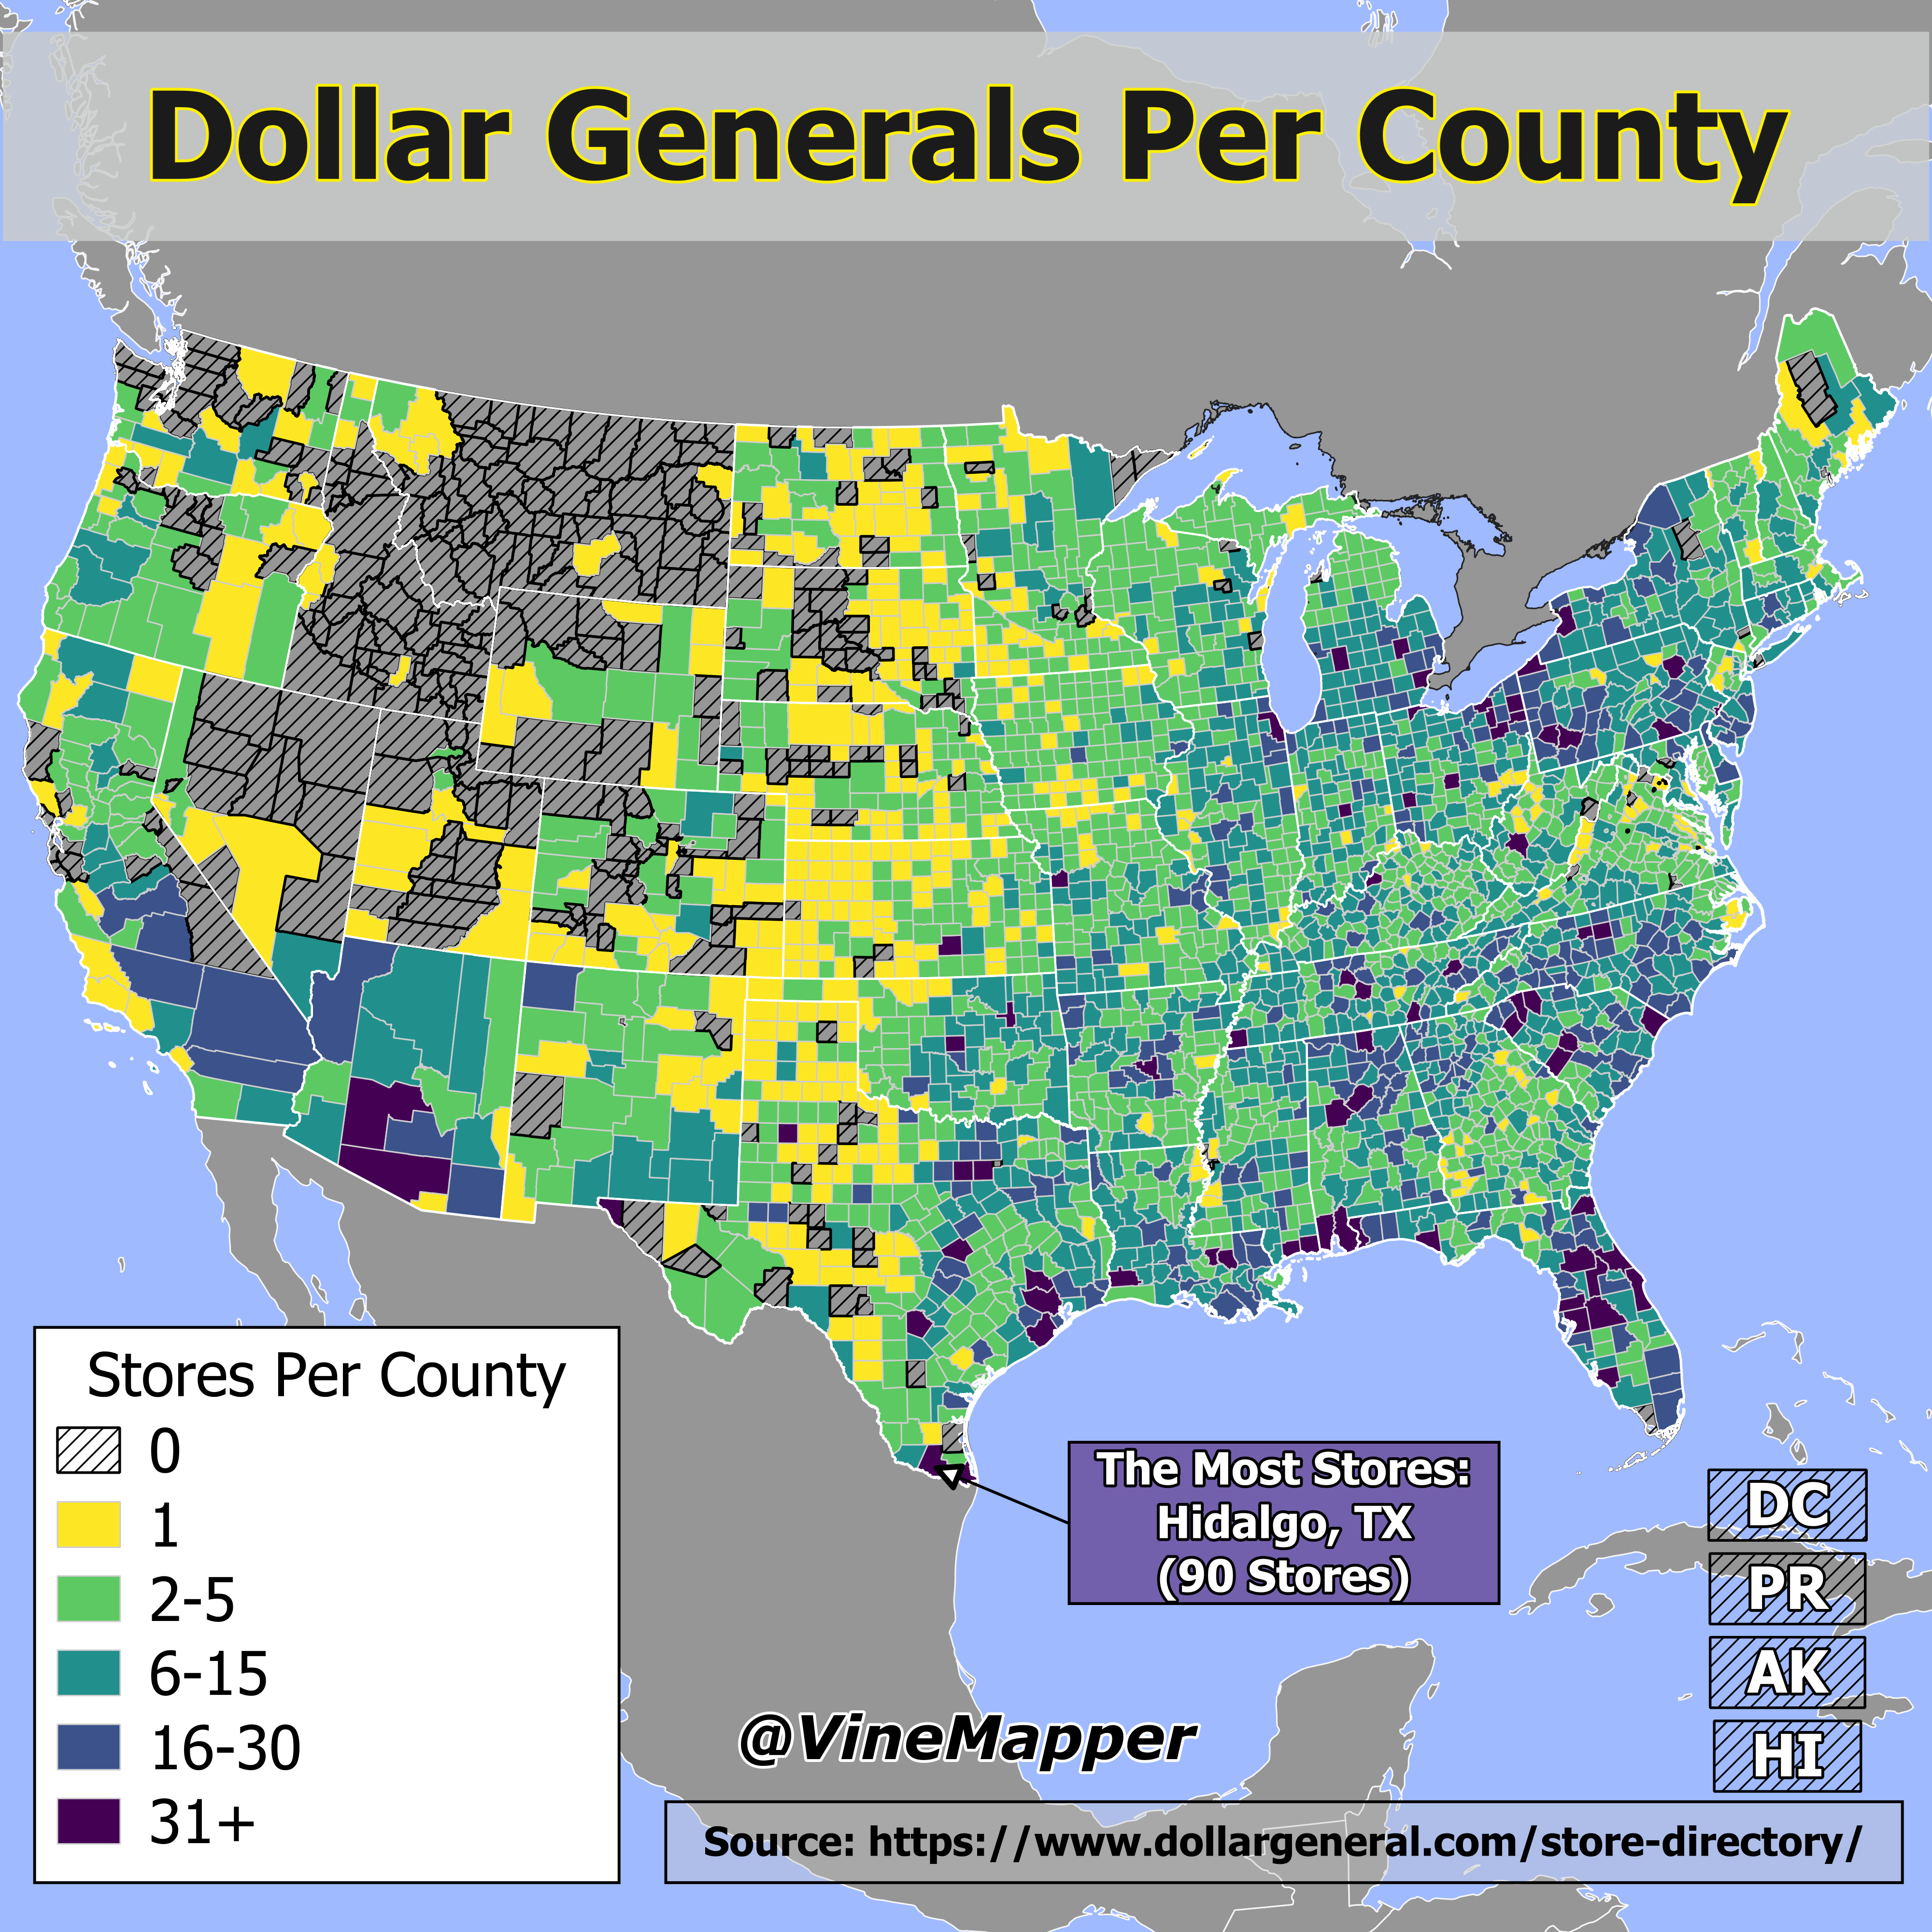 Dollar Generals Per County
Stores Per County
0
1
2-5
6-15
16-30
31+
The Most Stores:
Hidalgo, TX
(90 Stores)
DC
PR
AK
HI
@VineMapper
Source: https://www.dollargeneral.com/store-directory/